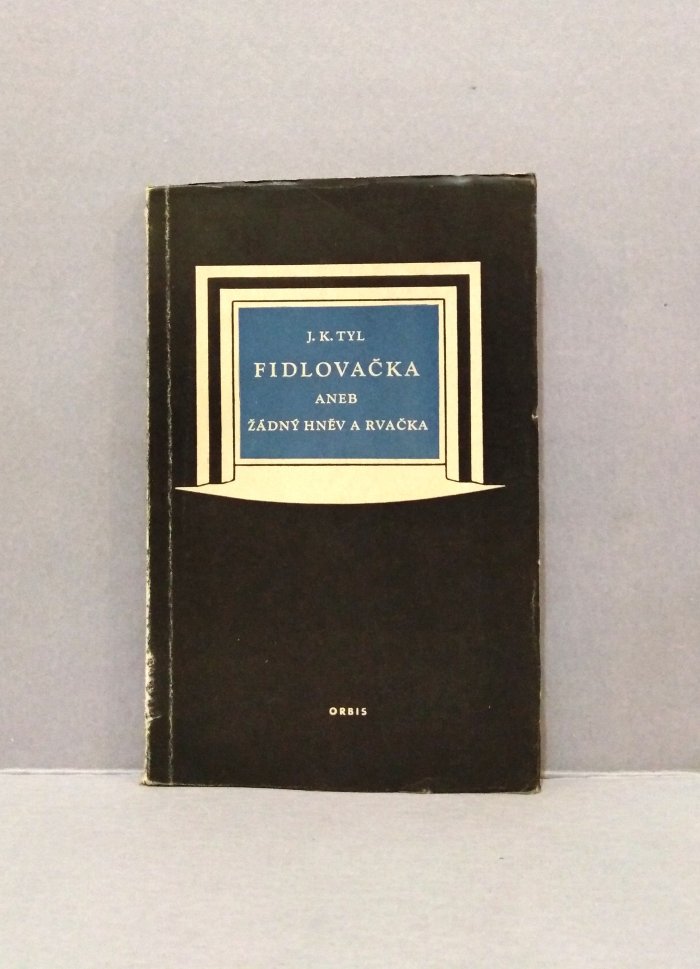 J. K. TYL
FIDLOVAČKA
ANEB
ŽÁDNÝ HNĚV A RVAČKA
ORBIS